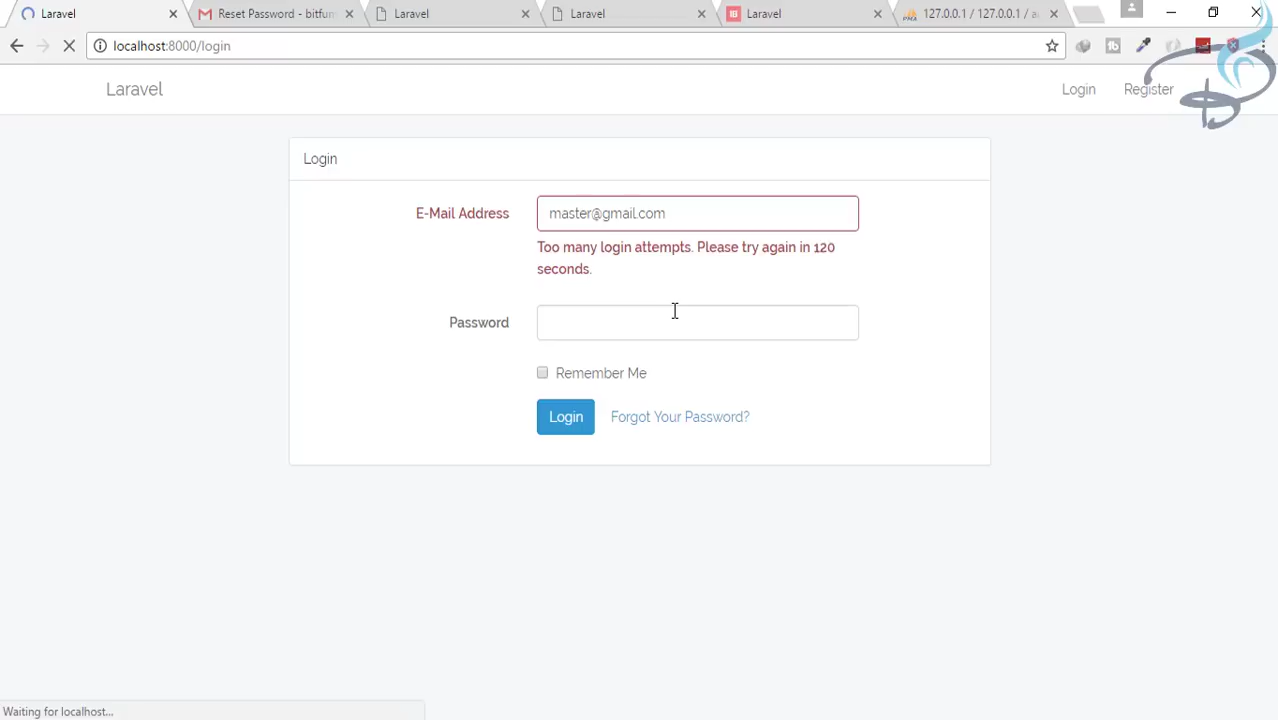 Laravel
Reset Password - bitfum
Laravel
Laravel
Laravel
127.0.0.1 / 127.0.0.1 / a
localhost:8000/login
Laravel
Login
Register
Login
E-Mail Address
master@gmail.com
Too many login attempts. Please try again in 120
seconds.
Password
Remember Me
Login
Forgot Your Password?
Waiting for localhost...